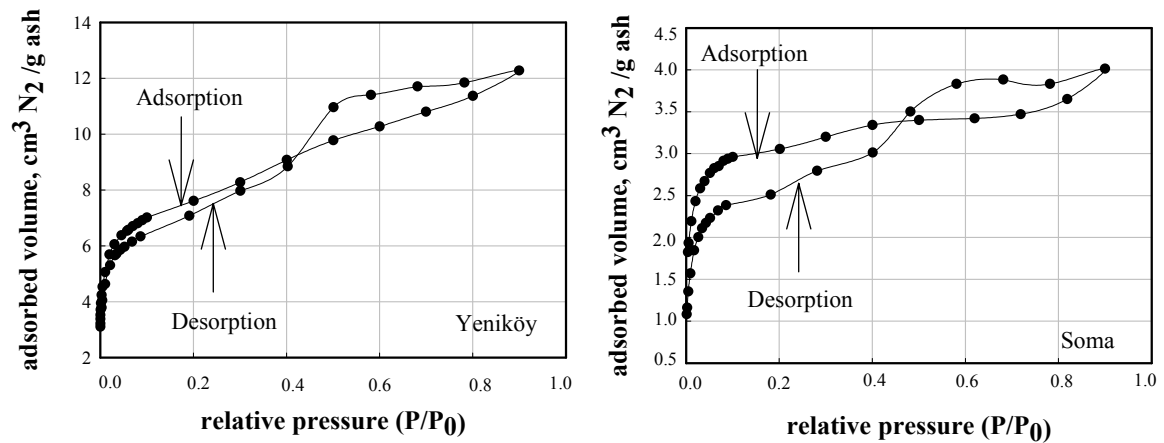 14
12
10
8
6
4
2
0.0 0.2 0.4 0.6 0.8 1.0
adsorbed volume, cm³ N₂ /g ash
relative pressure (P/P₀)
Adsorption
Desorption
Yeniköy
4.5
4.0
3.5
3.0
2.5
2.0
1.5
1.0
0.5
0.0 0.2 0.4 0.6 0.8 1.0
adsorbed volume, cm³ N₂ /g ash
relative pressure (P/P₀)
Adsorption
Desorption
Soma